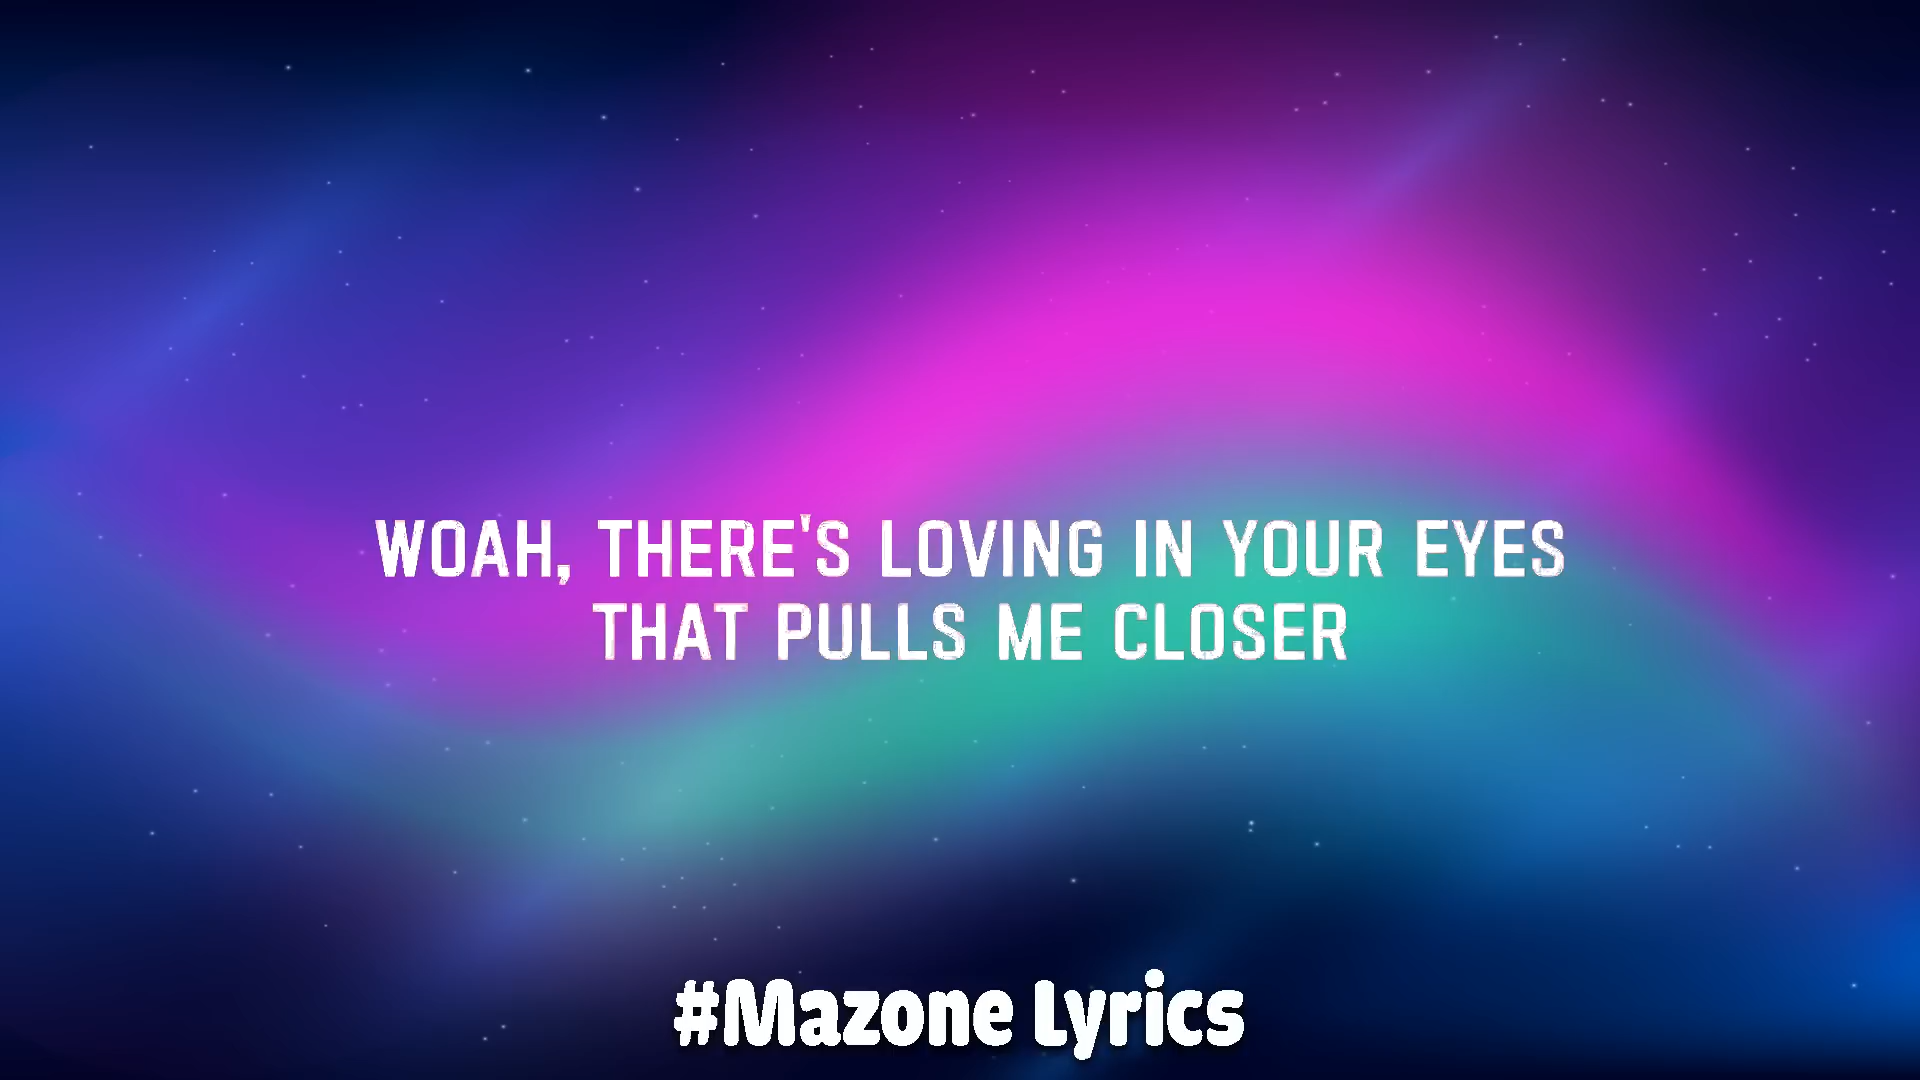 WOAH, THERE'S LOVING IN YOUR EYES
THAT PULLS ME CLOSER
#Mazone Lyrics